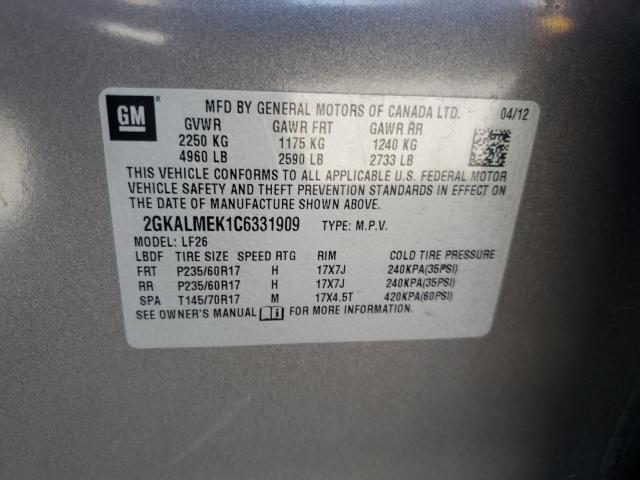 GM
MFD BY GENERAL MOTORS OF CANADA LTD. 04/12
GVWR GAWR FRT GAWR RR
2250 KG 1175 KG 1240 KG
4960 LB 2590 LB 2733 LB
THIS VEHICLE CONFORMS TO ALL APPLICABLE U.S. FEDERAL MOTOR
VEHICLE SAFETY AND THEFT PREVENTION STANDARDS IN EFFECT ON
THE DATE OF MANUFACTURE SHOWN ABOVE.
2GKALMEK1C6331909 TYPE: M.P.V.
MODEL: LF26
LBDF TIRE SIZE SPEED RTG RIM COLD TIRE PRESSURE
FRT P235/60R17 H 17X7J 240KPA(35PSI)
RR P235/60R17 H 17X7J 240KPA(35PSI)
SPA T145/70R17 M 17X4.5T 420KPA(60PSI)
SEE OWNER'S MANUAL FOR MORE INFORMATION.